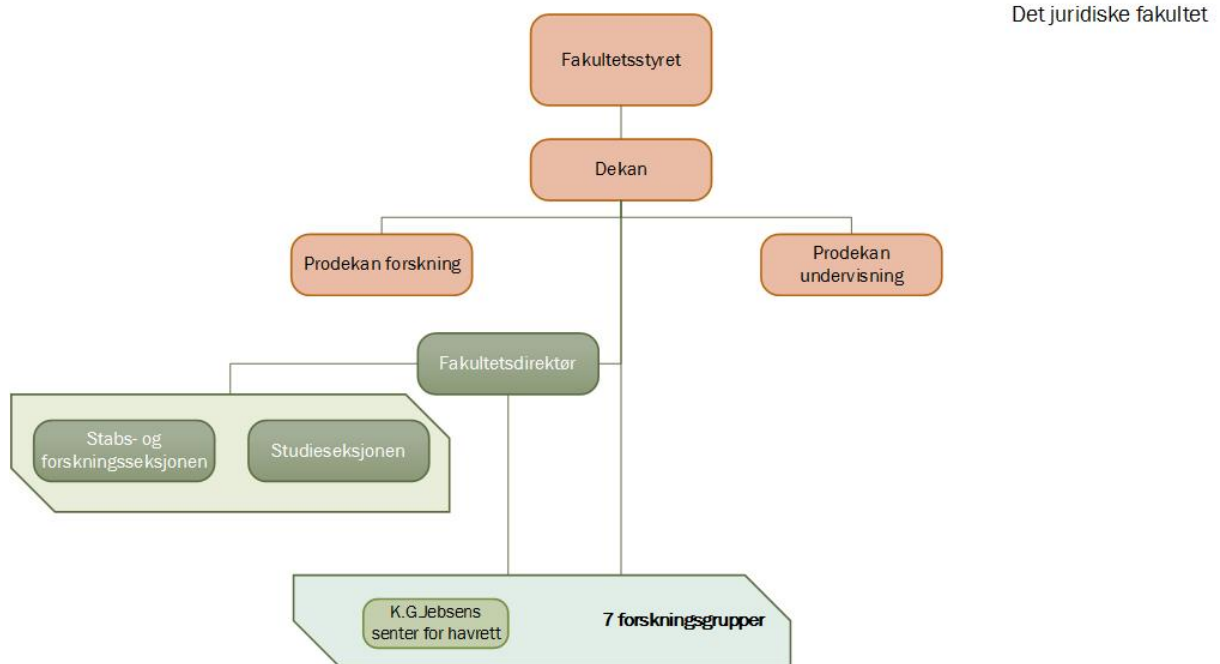 Det juridiske fakultet
Fakultetsstyret
Dekan
Prodekan forskning
Prodekan
undervisning
Fakultetsdirektør
Stabs- og
forskningsseksjonen
Studieseksjonen
K.G.Jebsens
senter for havrett
7 forskningsgrupper